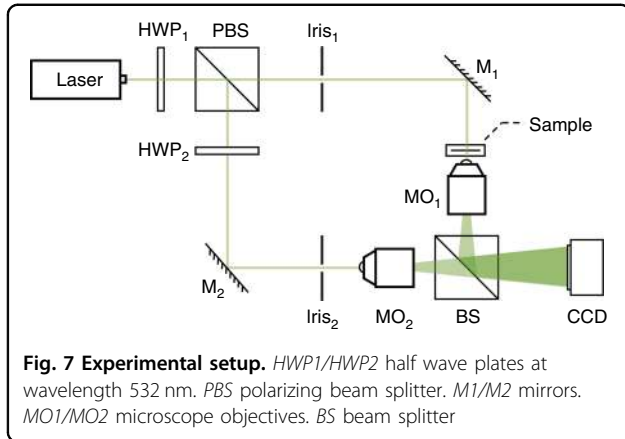 HWP₁
PBS
Iris₁
M₁
Laser
Sample
HWP₂
MO₁
M₂
Iris₂
MO₂
BS
CCD
Fig. 7 Experimental setup. HWP1/HWP2 half wave plates at
wavelength 532 nm. PBS polarizing beam splitter. M1/M2 mirrors.
MO1/MO2 microscope objectives. BS beam splitter